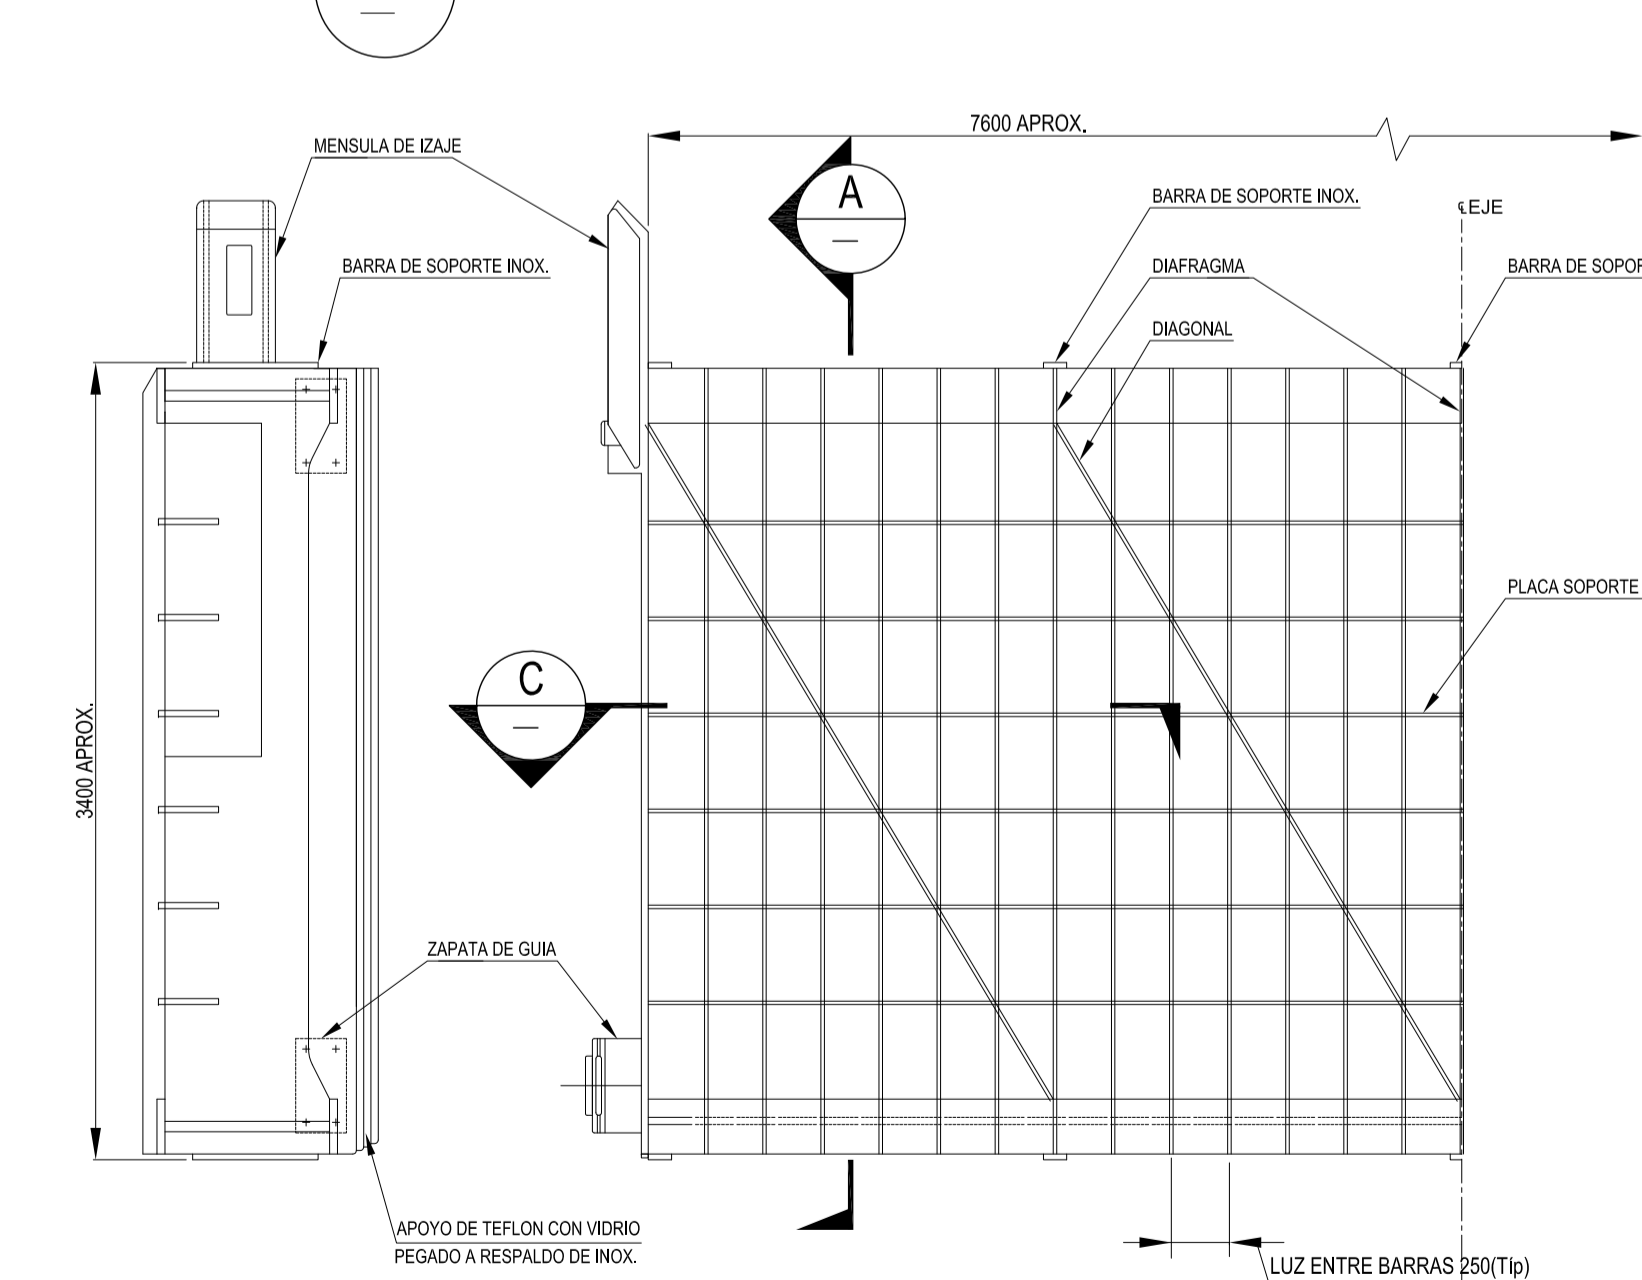 7600 APROX.
MENSULA DE IZAJE
A
BARRA DE SOPORTE INOX.
℄ EJE
BARRA DE SOPORTE INOX.
DIAFRAGMA
BARRA DE SOPOR
DIAGONAL
PLACA SOPORTE
C
3400 APROX.
ZAPATA DE GUIA
APOYO DE TEFLON CON VIDRIO
PEGADO A RESPALDO DE INOX.
LUZ ENTRE BARRAS 250(Típ)